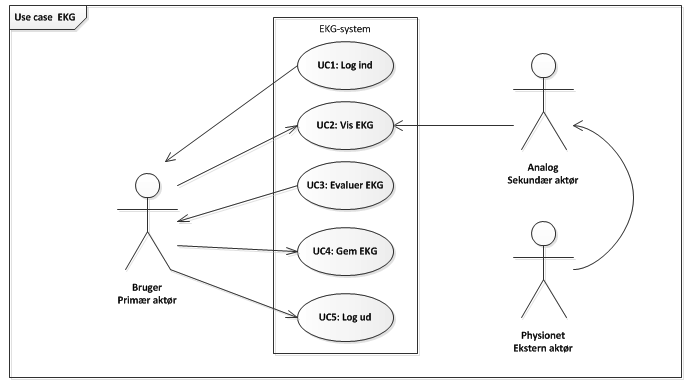 Use case EKG
EKG-system
UC1: Log ind
UC2: Vis EKG
UC3: Evaluer EKG
UC4: Gem EKG
UC5: Log ud
Bruger
Primær aktør
Analog
Sekundær aktør
Physionet
Ekstern aktør